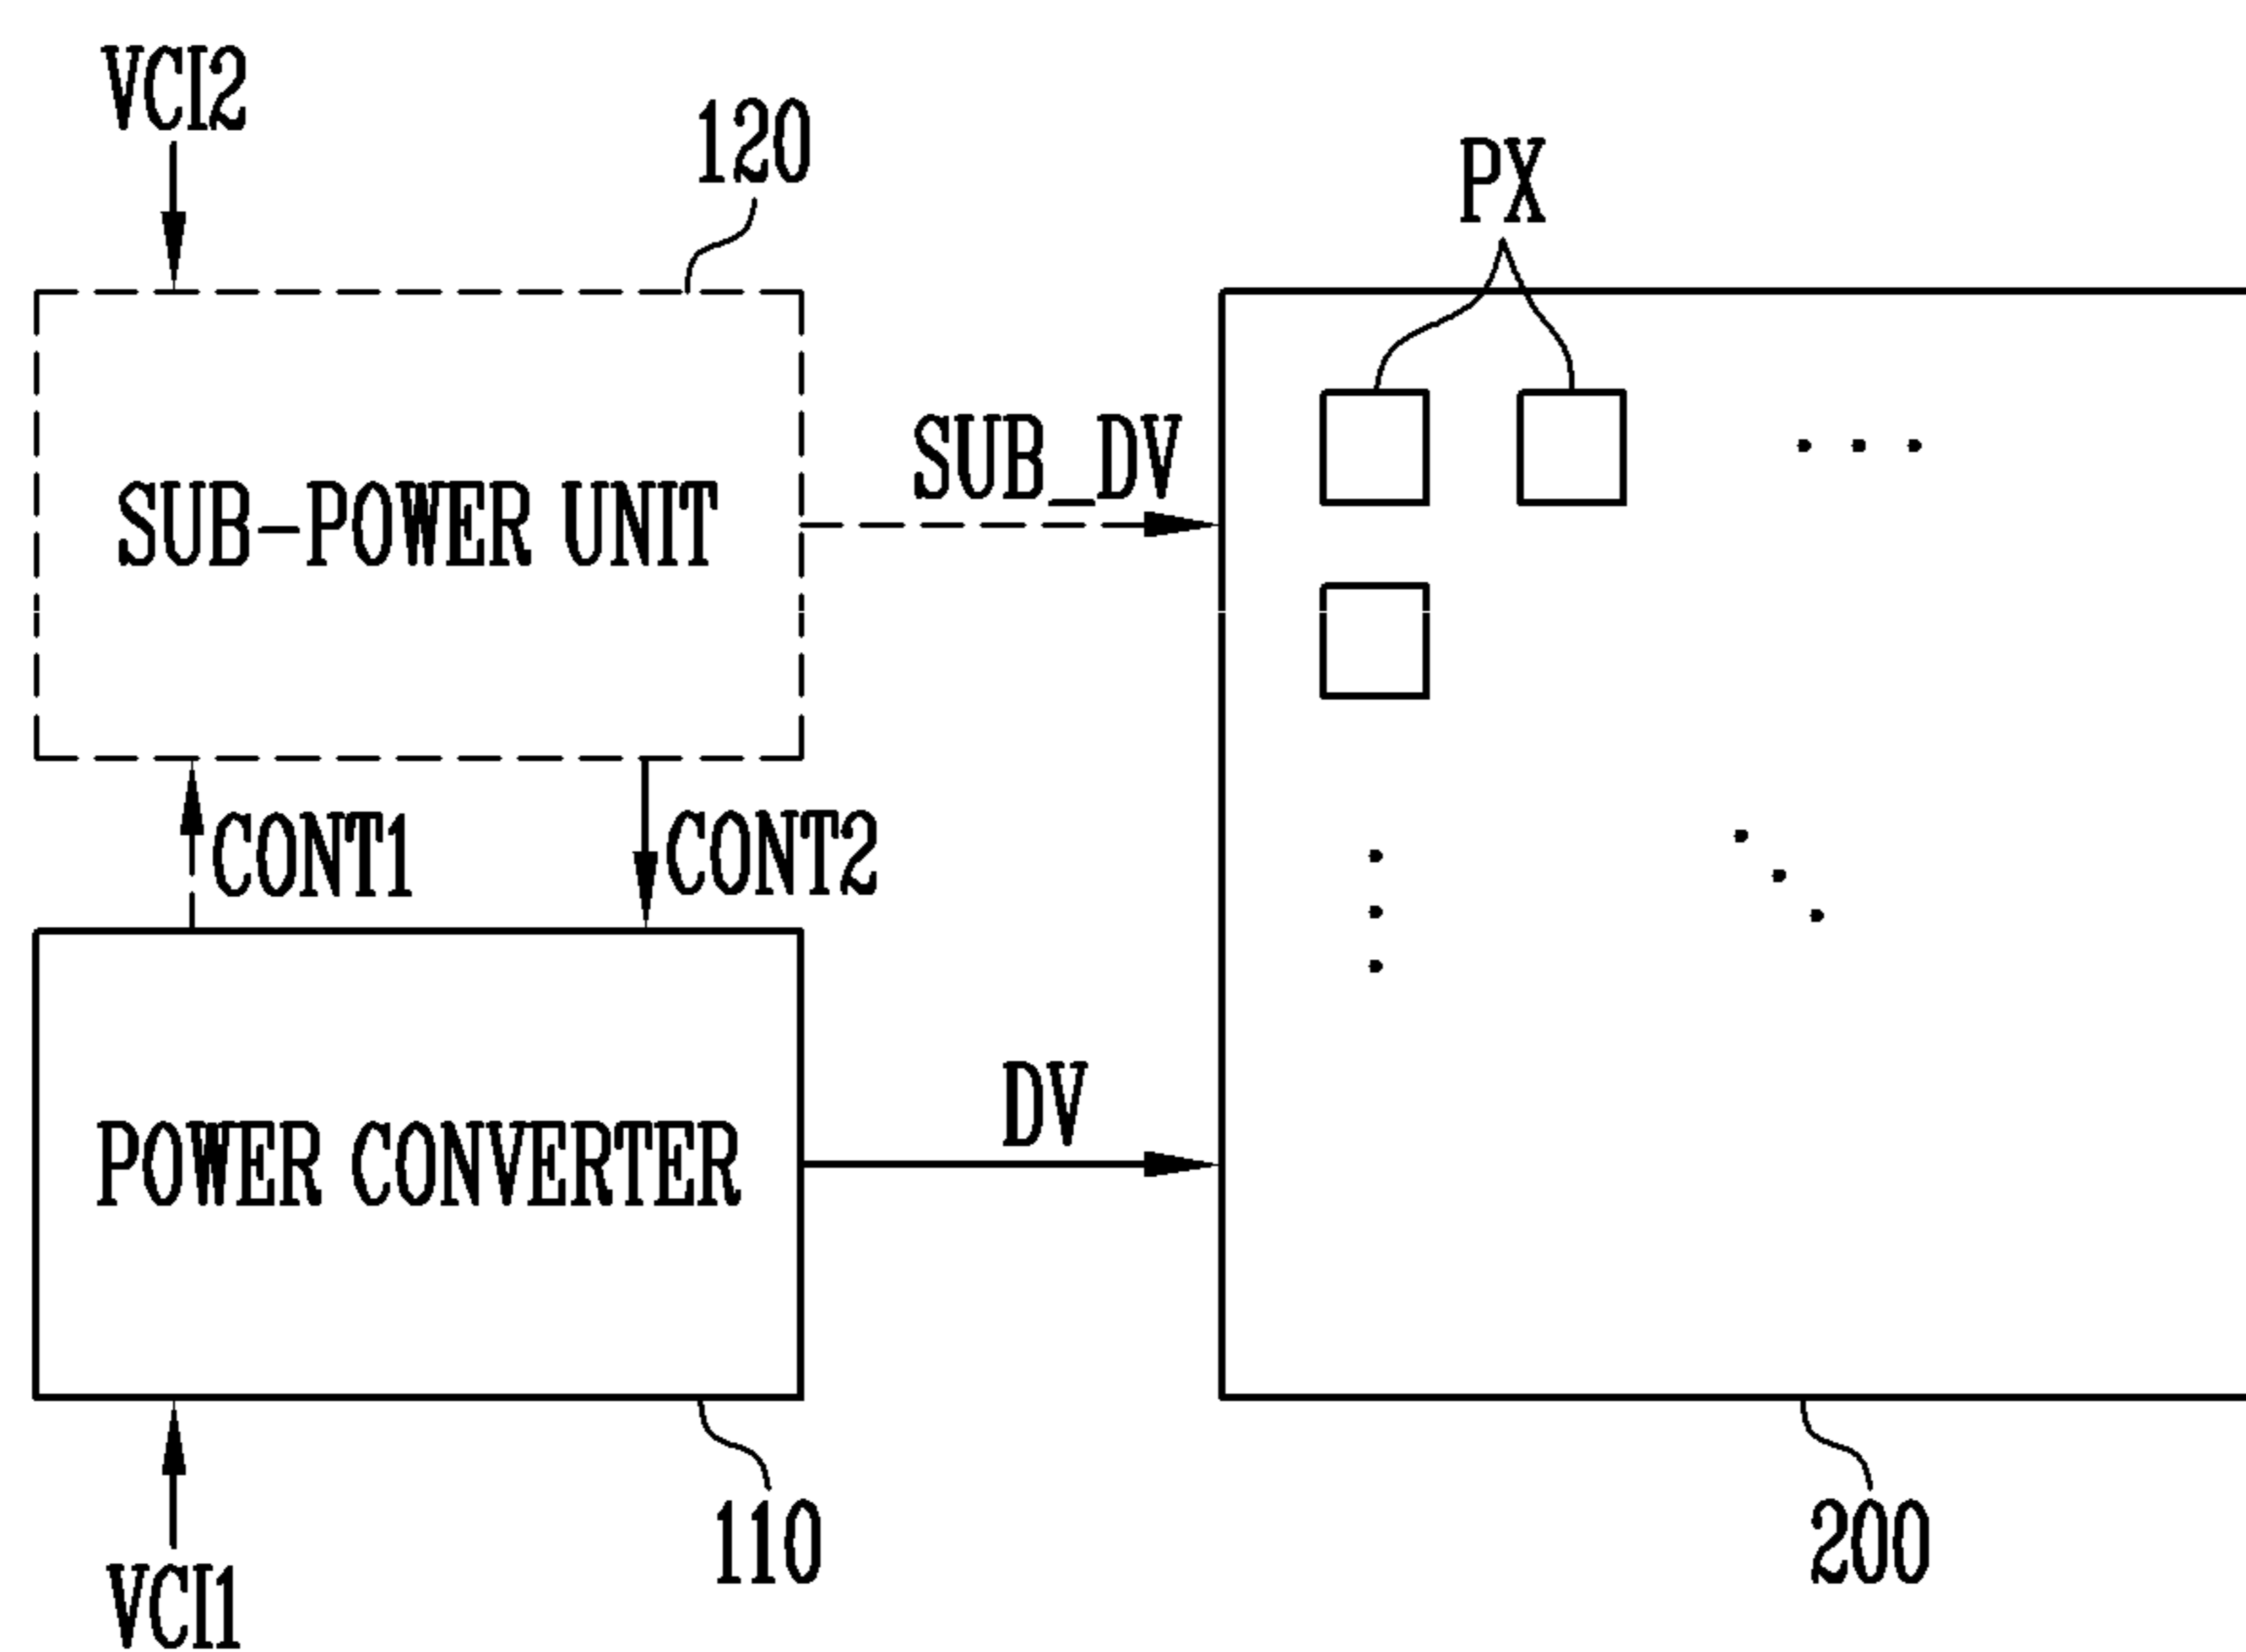 VCI2
120
PX
SUB_DV
SUB-POWER UNIT
CONT1
CONT2
DV
POWER CONVERTER
110
200
VCI1